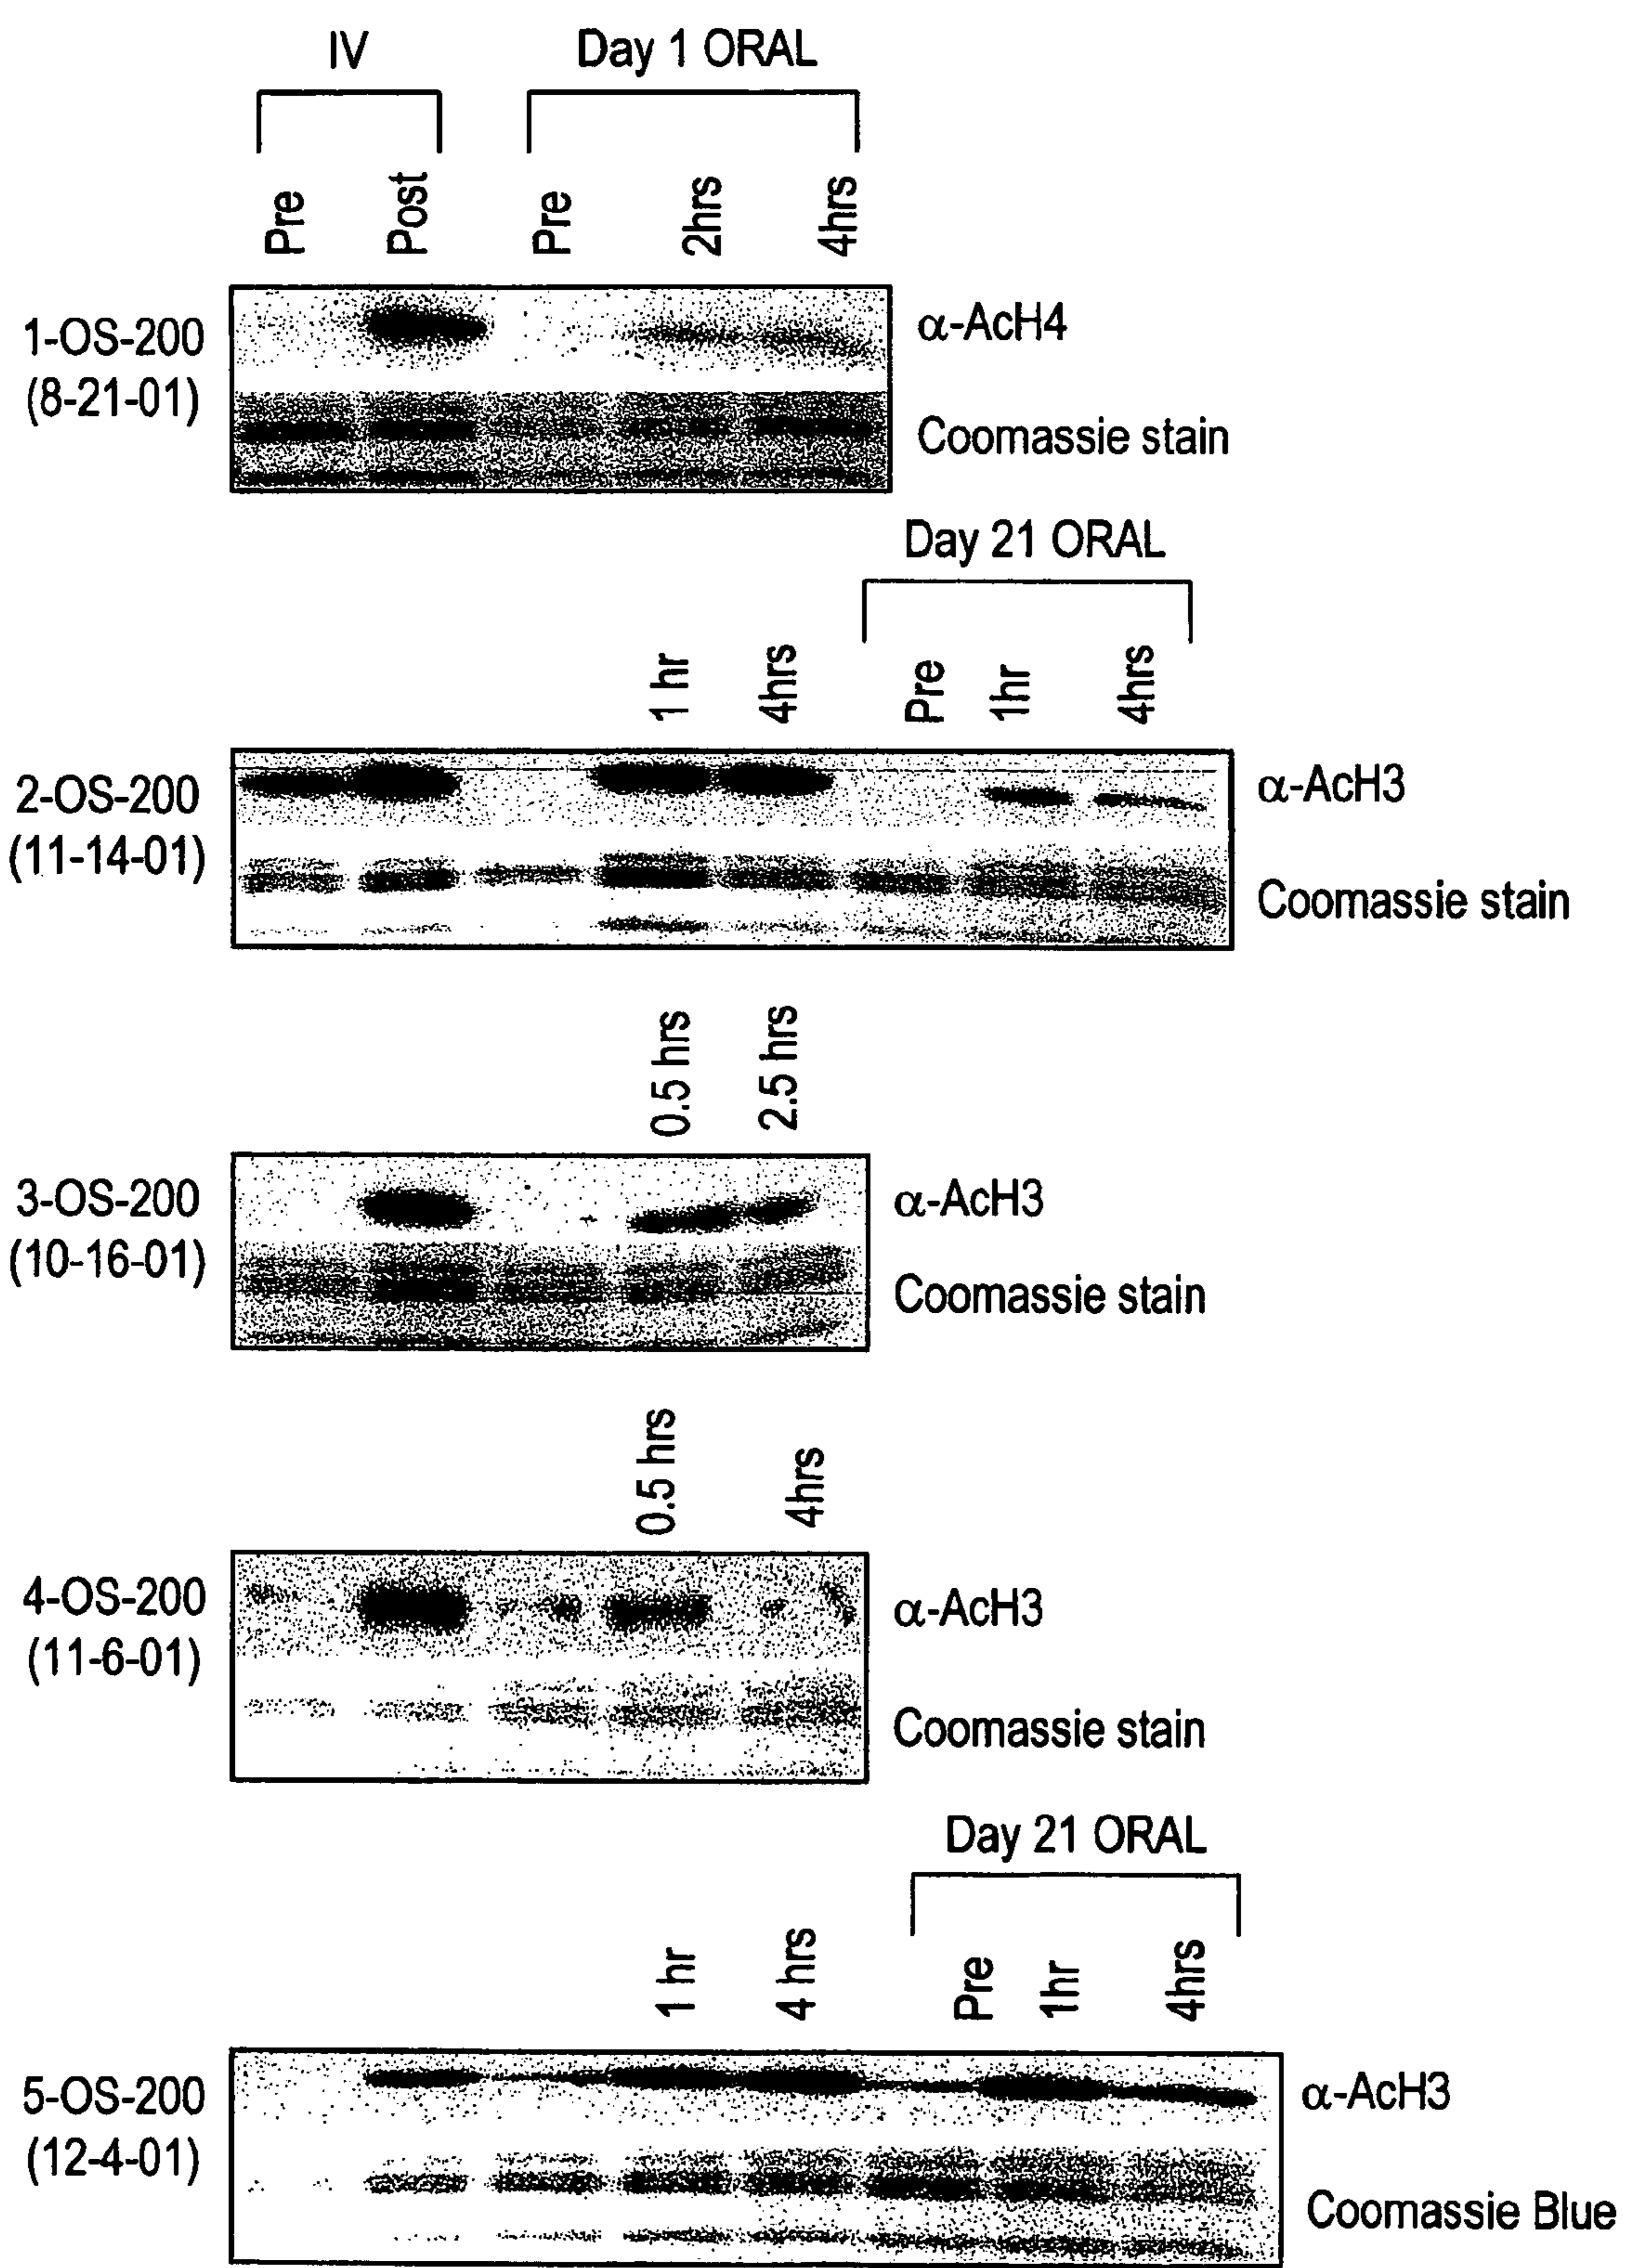 IV
Day 1 ORAL
Pre
Post
Pre
2hrs
4hrs
1-OS-200
(8-21-01)
α-AcH4
Coomassie stain
Day 21 ORAL
1 hr
4hrs
Pre
1hr
4hrs
2-OS-200
(11-14-01)
α-AcH3
Coomassie stain
0.5 hrs
2.5 hrs
3-OS-200
(10-16-01)
α-AcH3
Coomassie stain
0.5 hrs
4hrs
4-OS-200
(11-6-01)
α-AcH3
Coomassie stain
Day 21 ORAL
1 hr
4 hrs
Pre
1hr
4hrs
5-OS-200
(12-4-01)
α-AcH3
Coomassie Blue